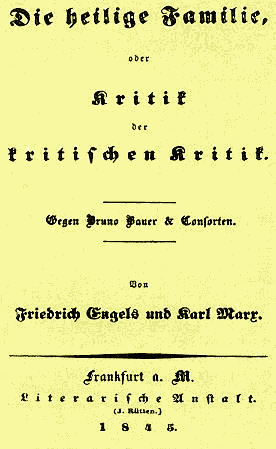 Die heilige Familie,
oder
Kritik
der
kritiſchen Kritik.
Gegen Bruno Bauer & Conſorten.
Von
Friedrich Engels und Karl Marx.
Frankfurt a. M.
Literariſche Anſtalt.
(J. Rütten.)
1845.